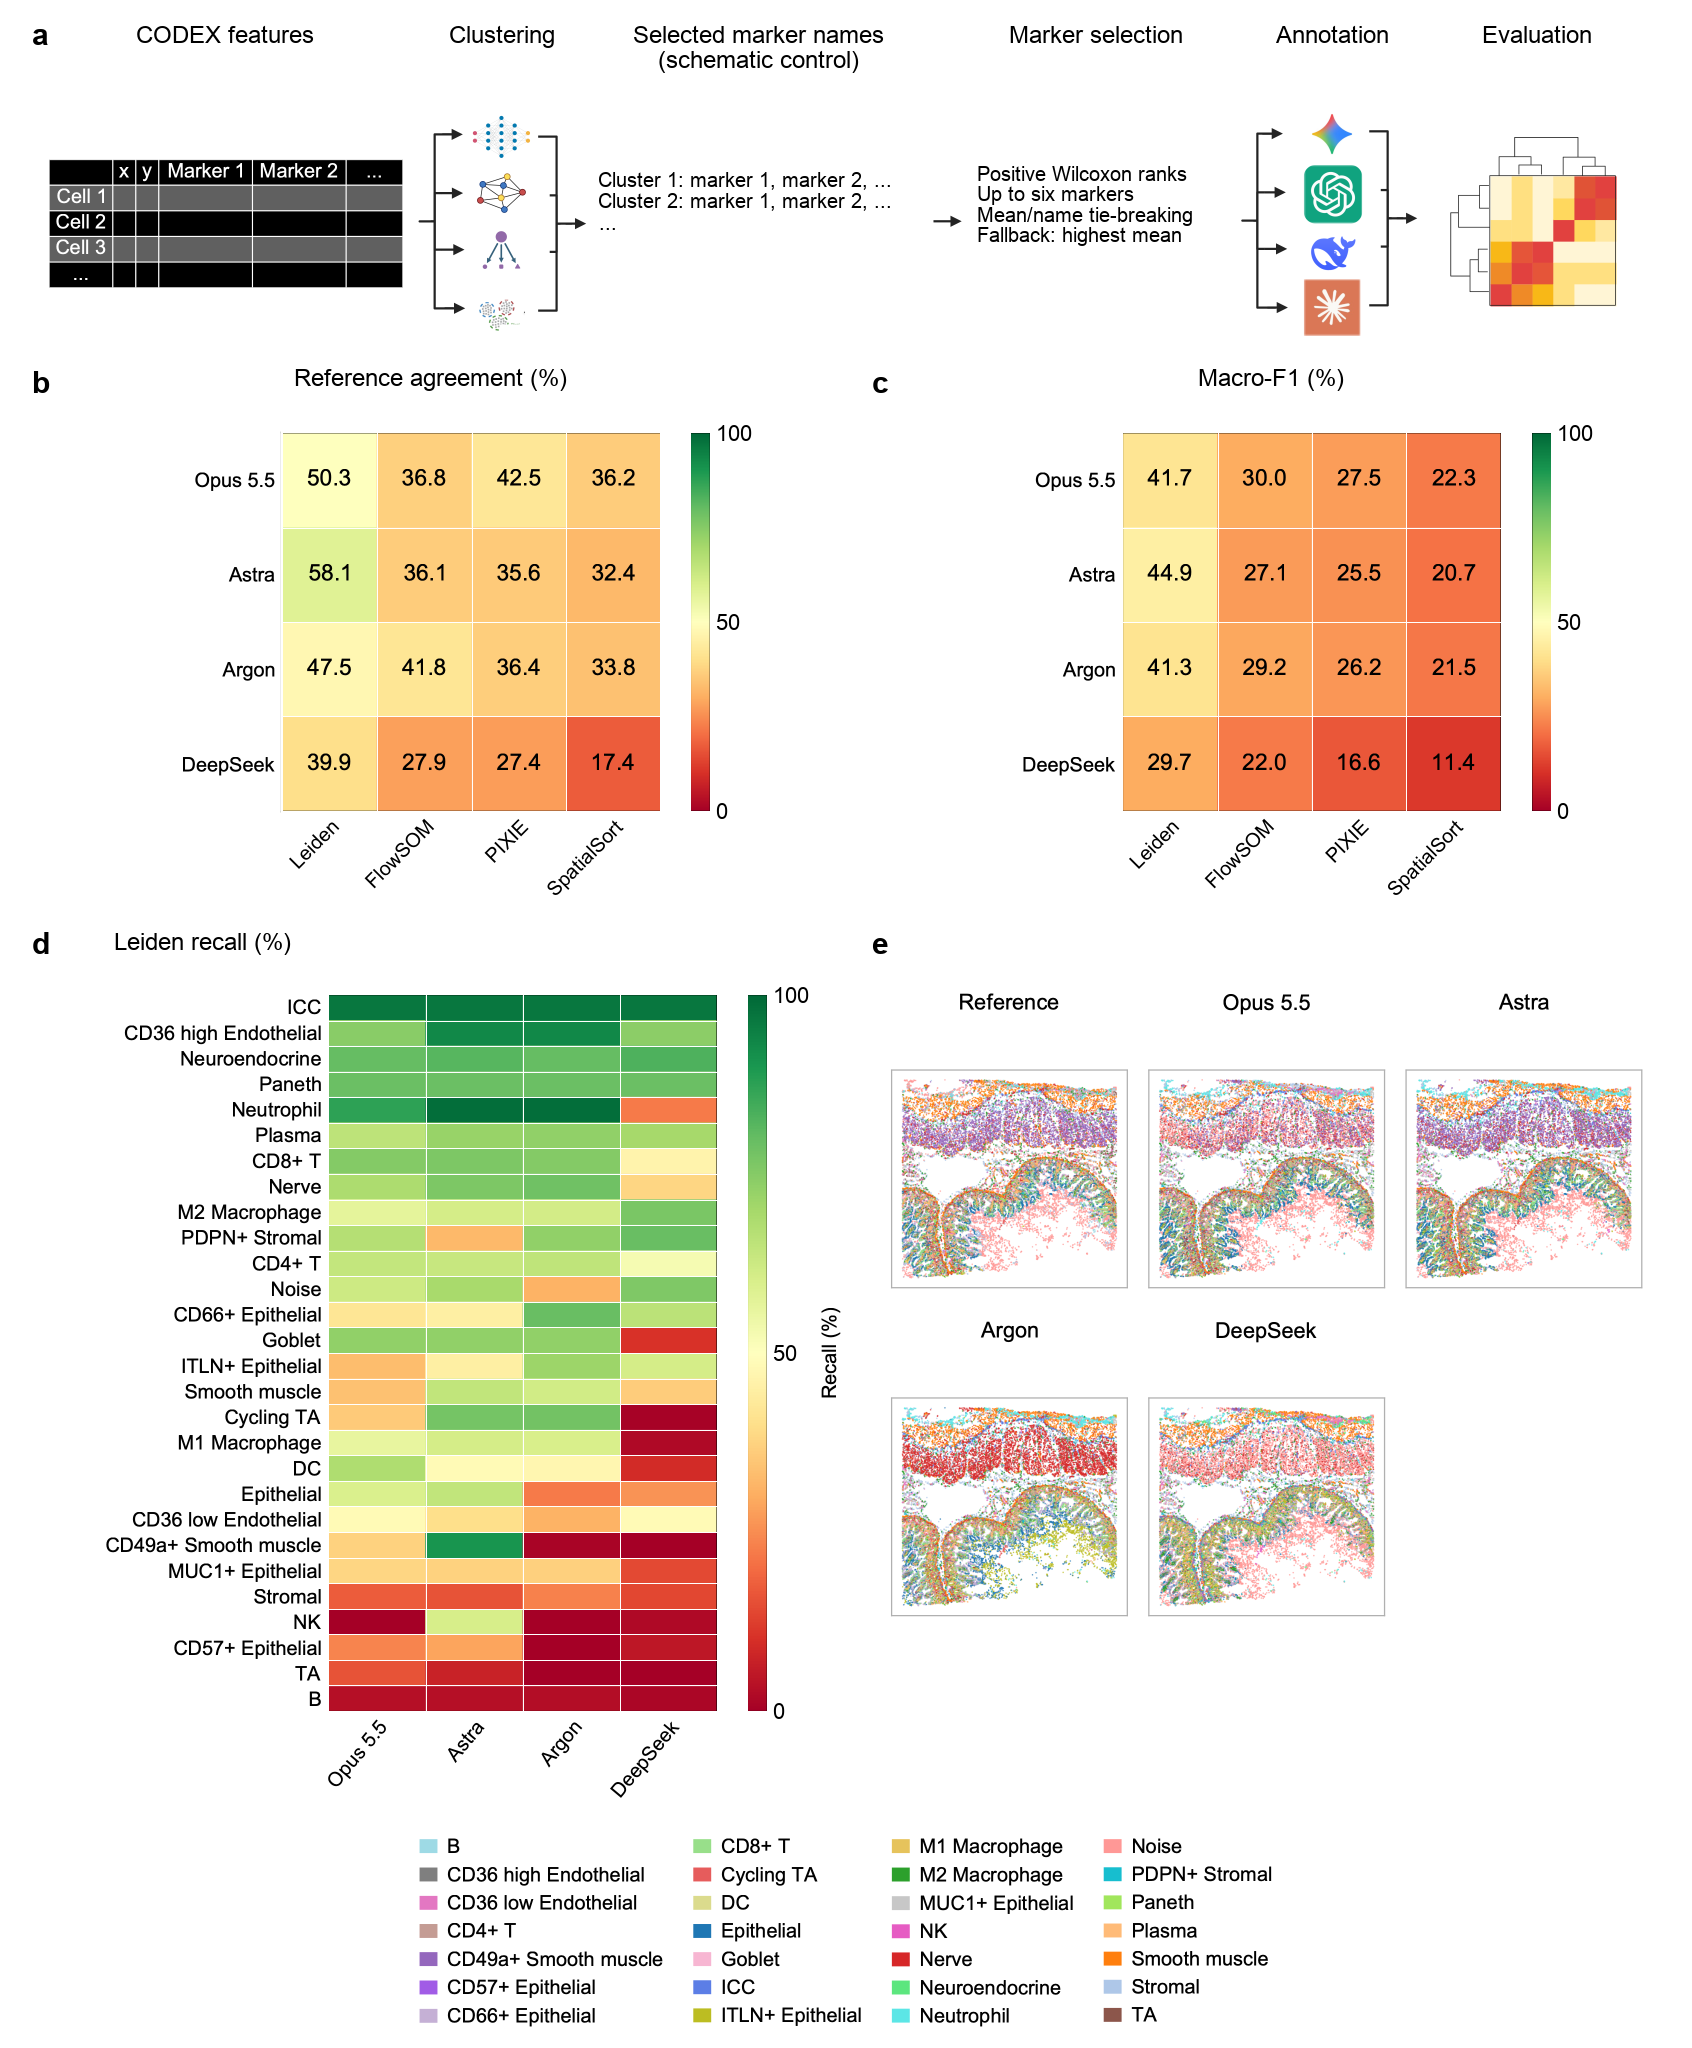 a
CODEX features
Clustering
Selected marker names
(schematic control)
Marker selection
Annotation
Evaluation
x y Marker 1 Marker 2 ...
Cell 1
Cell 2
Cell 3
...
Cluster 1: marker 1, marker 2, ...
Cluster 2: marker 1, marker 2, ...
...
Positive Wilcoxon ranks
Up to six markers
Mean/name tie-breaking
Fallback: highest mean
b
Reference agreement (%)
Opus 5.5 50.3 36.8 42.5 36.2
Astra 58.1 36.1 35.6 32.4
Argon 47.5 41.8 36.4 33.8
DeepSeek 39.9 27.9 27.4 17.4
Leiden FlowSOM PIXIE SpatialSort
100
50
0
c
Macro-F1 (%)
Opus 5.5 41.7 30.0 27.5 22.3
Astra 44.9 27.1 25.5 20.7
Argon 41.3 29.2 26.2 21.5
DeepSeek 29.7 22.0 16.6 11.4
Leiden FlowSOM PIXIE SpatialSort
100
50
0
d
Leiden recall (%)
ICC
CD36 high Endothelial
Neuroendocrine
Paneth
Neutrophil
Plasma
CD8+ T
Nerve
M2 Macrophage
PDPN+ Stromal
CD4+ T
Noise
CD66+ Epithelial
Goblet
ITLN+ Epithelial
Smooth muscle
Cycling TA
M1 Macrophage
DC
Epithelial
CD36 low Endothelial
CD49a+ Smooth muscle
MUC1+ Epithelial
Stromal
NK
CD57+ Epithelial
TA
B
Opus 5.5 Astra Argon DeepSeek
100
50
0
Recall (%)
e
Reference
Opus 5.5
Astra
Argon
DeepSeek
B
CD36 high Endothelial
CD36 low Endothelial
CD4+ T
CD49a+ Smooth muscle
CD57+ Epithelial
CD66+ Epithelial
CD8+ T
Cycling TA
DC
Epithelial
Goblet
ICC
ITLN+ Epithelial
M1 Macrophage
M2 Macrophage
MUC1+ Epithelial
NK
Nerve
Neuroendocrine
Neutrophil
Noise
PDPN+ Stromal
Paneth
Plasma
Smooth muscle
Stromal
TA